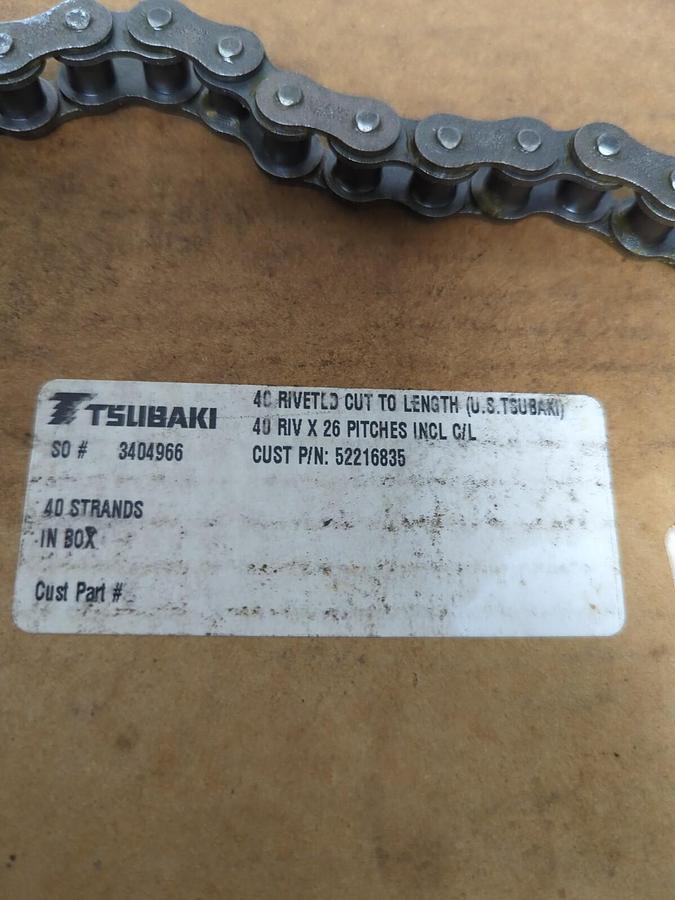 TSUBAKI
40 RIVETED CUT TO LENGTH (U.S.TSUBAKI)
40 RIV X 26 PITCHES INCL C/L
SO # 3404966
CUST P/N: 52216835
40 STRANDS
IN BOX
Cust Part #